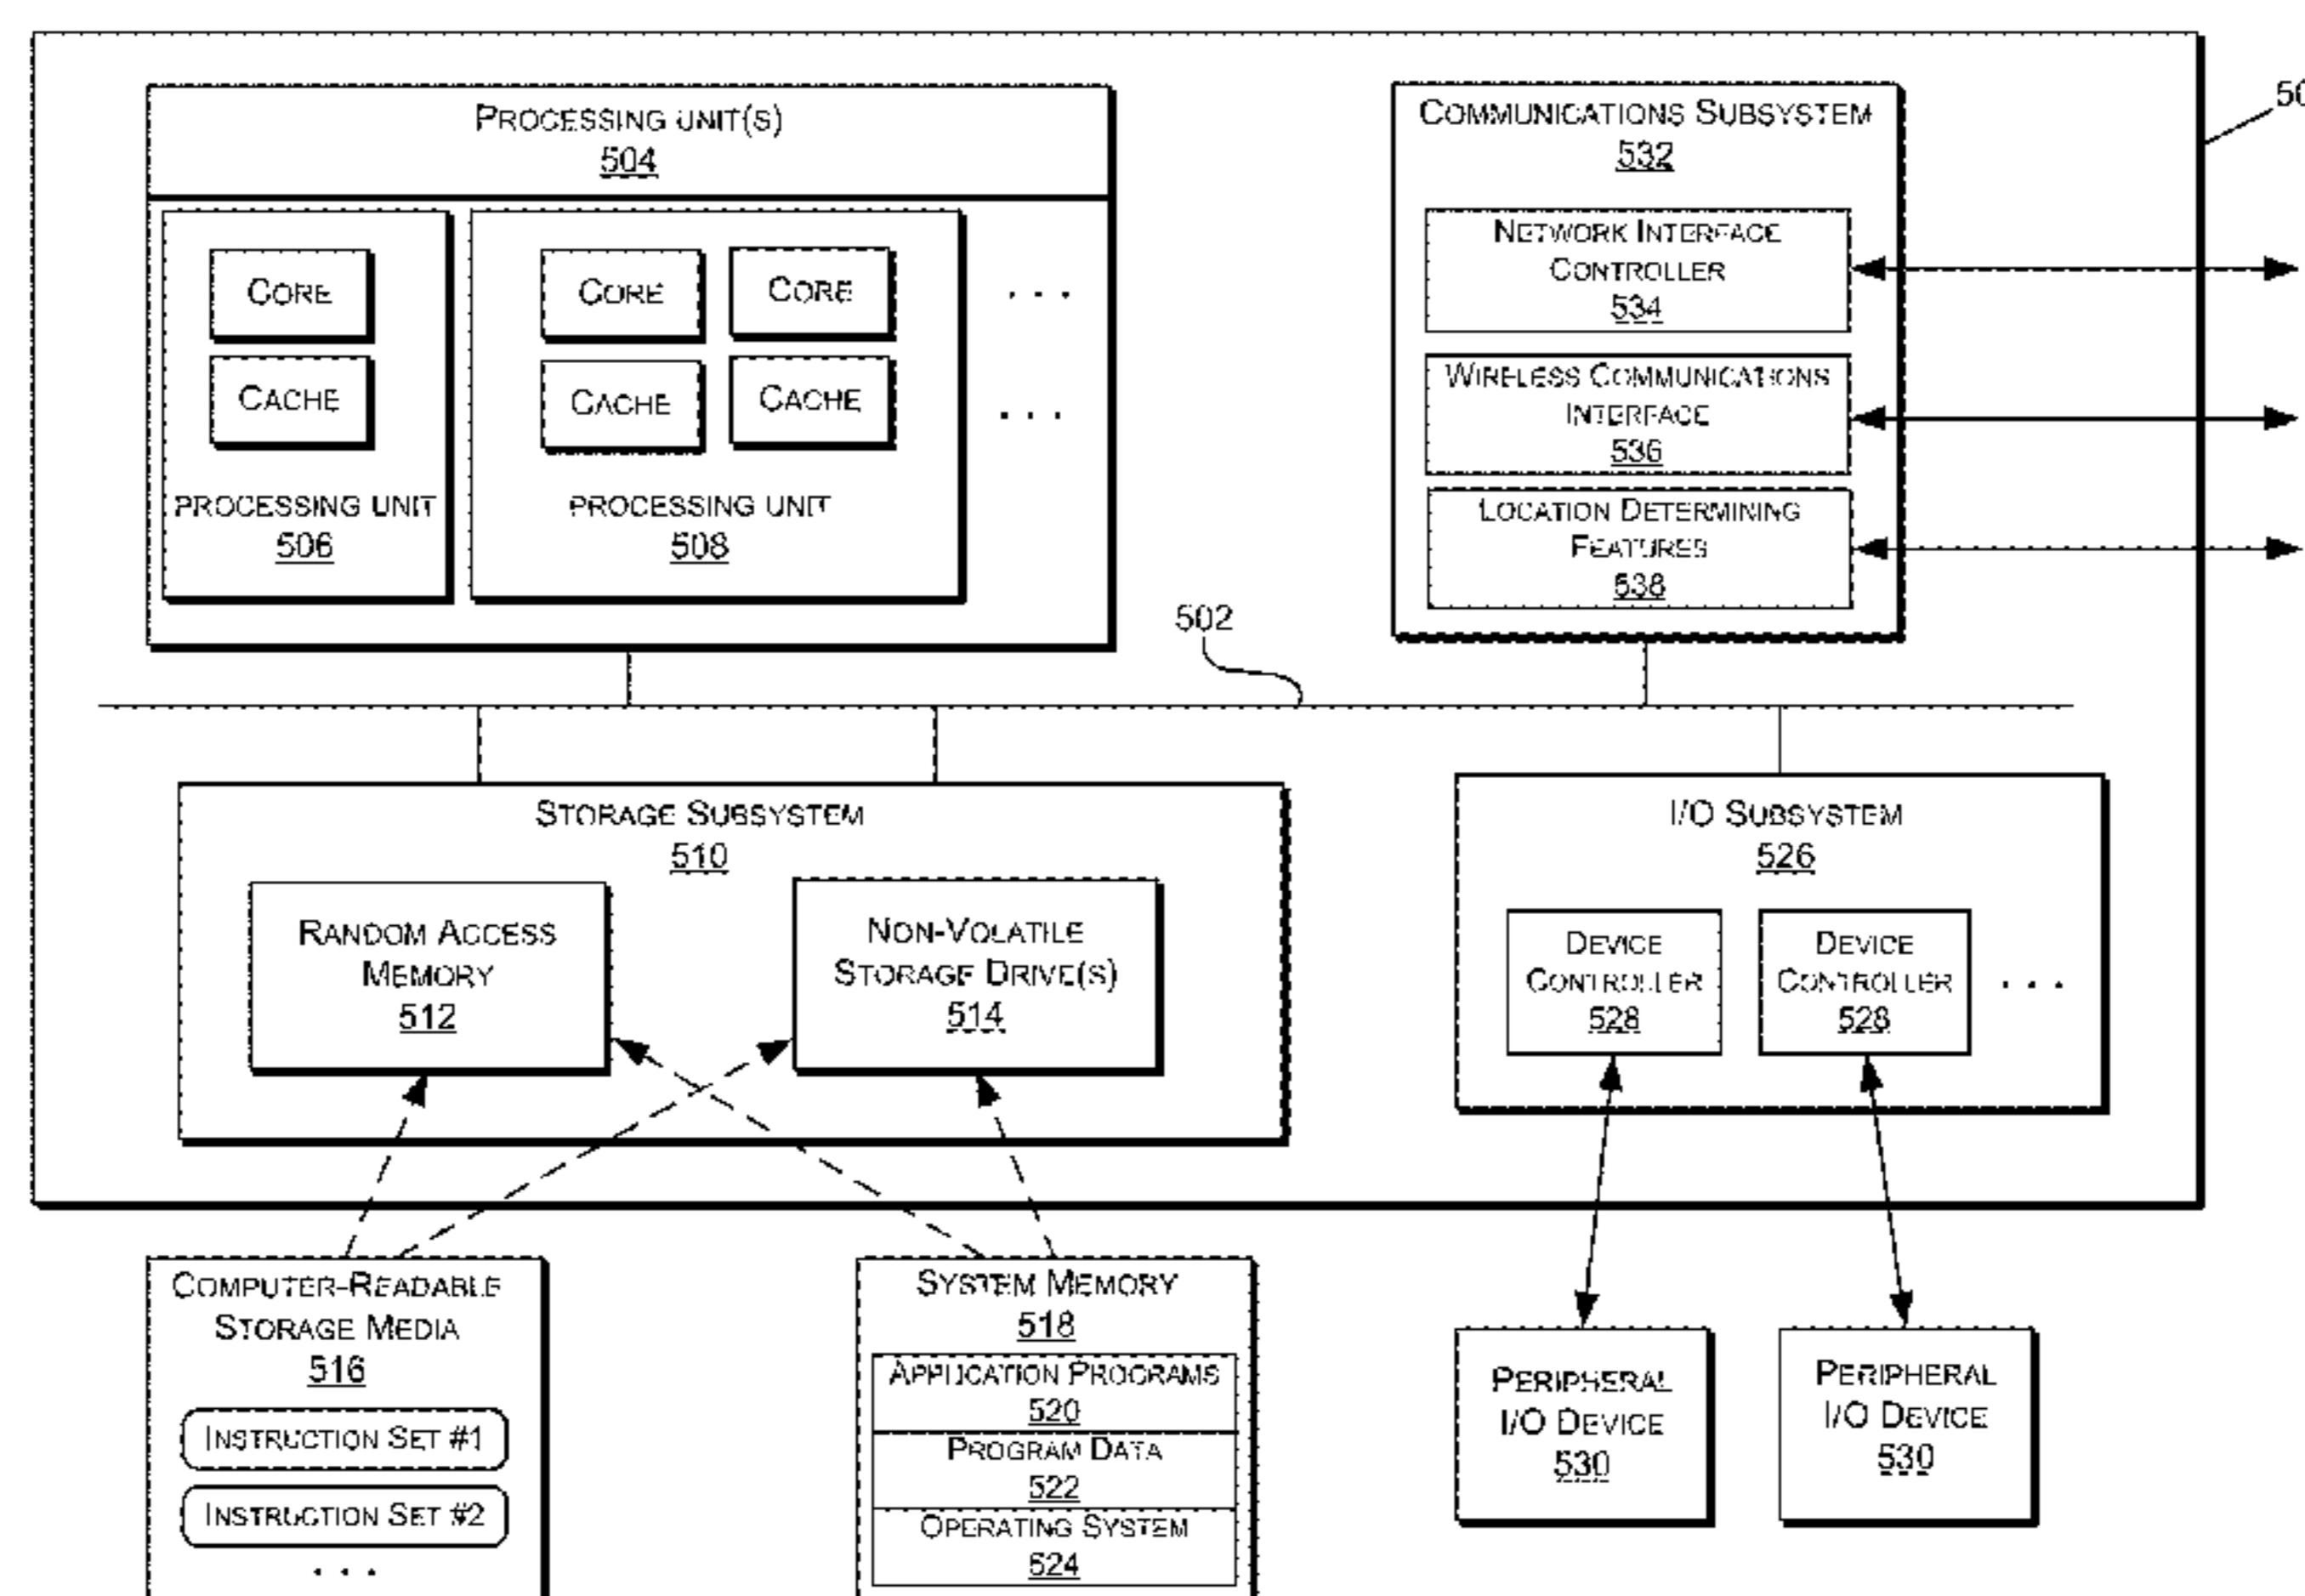 PROCESSING UNIT(S)
504
CORE
CACHE
PROCESSING UNIT
506
CORE
CORE
CACHE
CACHE
PROCESSING UNIT
508
. . .
. . .
COMMUNICATIONS SUBSYSTEM
532
NETWORK INTERFACE
CONTROLLER
534
WIRELESS COMMUNICATIONS
INTERFACE
536
LOCATION DETERMINING
FEATURES
538
502
STORAGE SUBSYSTEM
510
RANDOM ACCESS
MEMORY
512
NON-VOLATILE
STORAGE DRIVE(S)
514
I/O SUBSYSTEM
526
DEVICE
CONTROLLER
528
DEVICE
CONTROLLER
528
. . .
COMPUTER-READABLE
STORAGE MEDIA
516
INSTRUCTION SET #1
INSTRUCTION SET #2
. . .
SYSTEM MEMORY
518
APPLICATION PROGRAMS
520
PROGRAM DATA
522
OPERATING SYSTEM
524
PERIPHERAL
I/O DEVICE
530
PERIPHERAL
I/O DEVICE
530